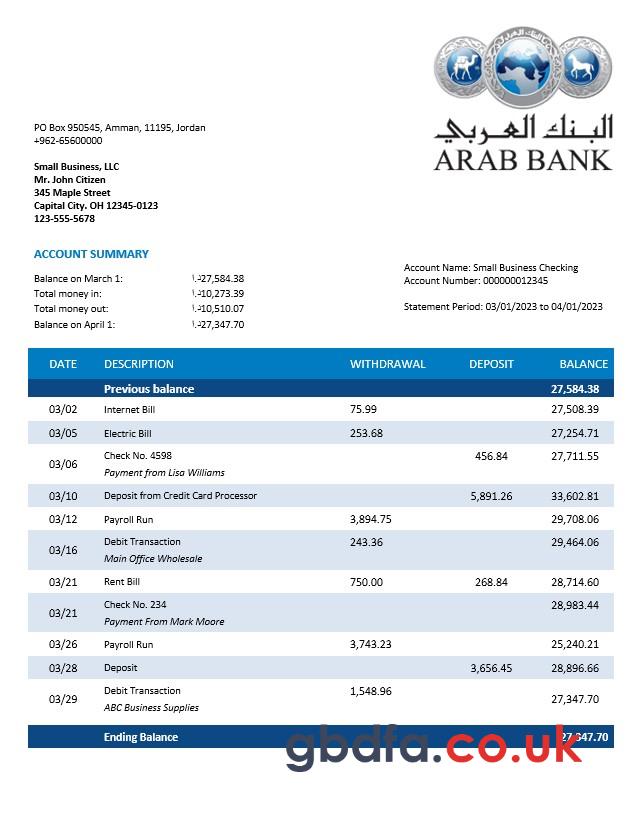 البنك العربي
ARAB BANK
PO Box 950545, Amman, 11195, Jordan
+962-65600000
Small Business, LLC
Mr. John Citizen
345 Maple Street
Capital City. OH 12345-0123
123-555-5678
ACCOUNT SUMMARY
Balance on March 1: د.ا27,584.38
Total money in: د.ا10,273.39
Total money out: د.ا10,510.07
Balance on April 1: د.ا27,347.70
Account Name: Small Business Checking
Account Number: 000000012345
Statement Period: 03/01/2023 to 04/01/2023
DATE DESCRIPTION WITHDRAWAL DEPOSIT BALANCE
Previous balance 27,584.38
03/02 Internet Bill 75.99 27,508.39
03/05 Electric Bill 253.68 27,254.71
03/06 Check No. 4598 456.84 27,711.55
Payment from Lisa Williams
03/10 Deposit from Credit Card Processor 5,891.26 33,602.81
03/12 Payroll Run 3,894.75 29,708.06
03/16 Debit Transaction 243.36 29,464.06
Main Office Wholesale
03/21 Rent Bill 750.00 268.84 28,714.60
03/21 Check No. 234 28,983.44
Payment From Mark Moore
03/26 Payroll Run 3,743.23 25,240.21
03/28 Deposit 3,656.45 28,896.66
03/29 Debit Transaction 1,548.96 27,347.70
ABC Business Supplies
Ending Balance 27,347.70
gbdfa.co.uk